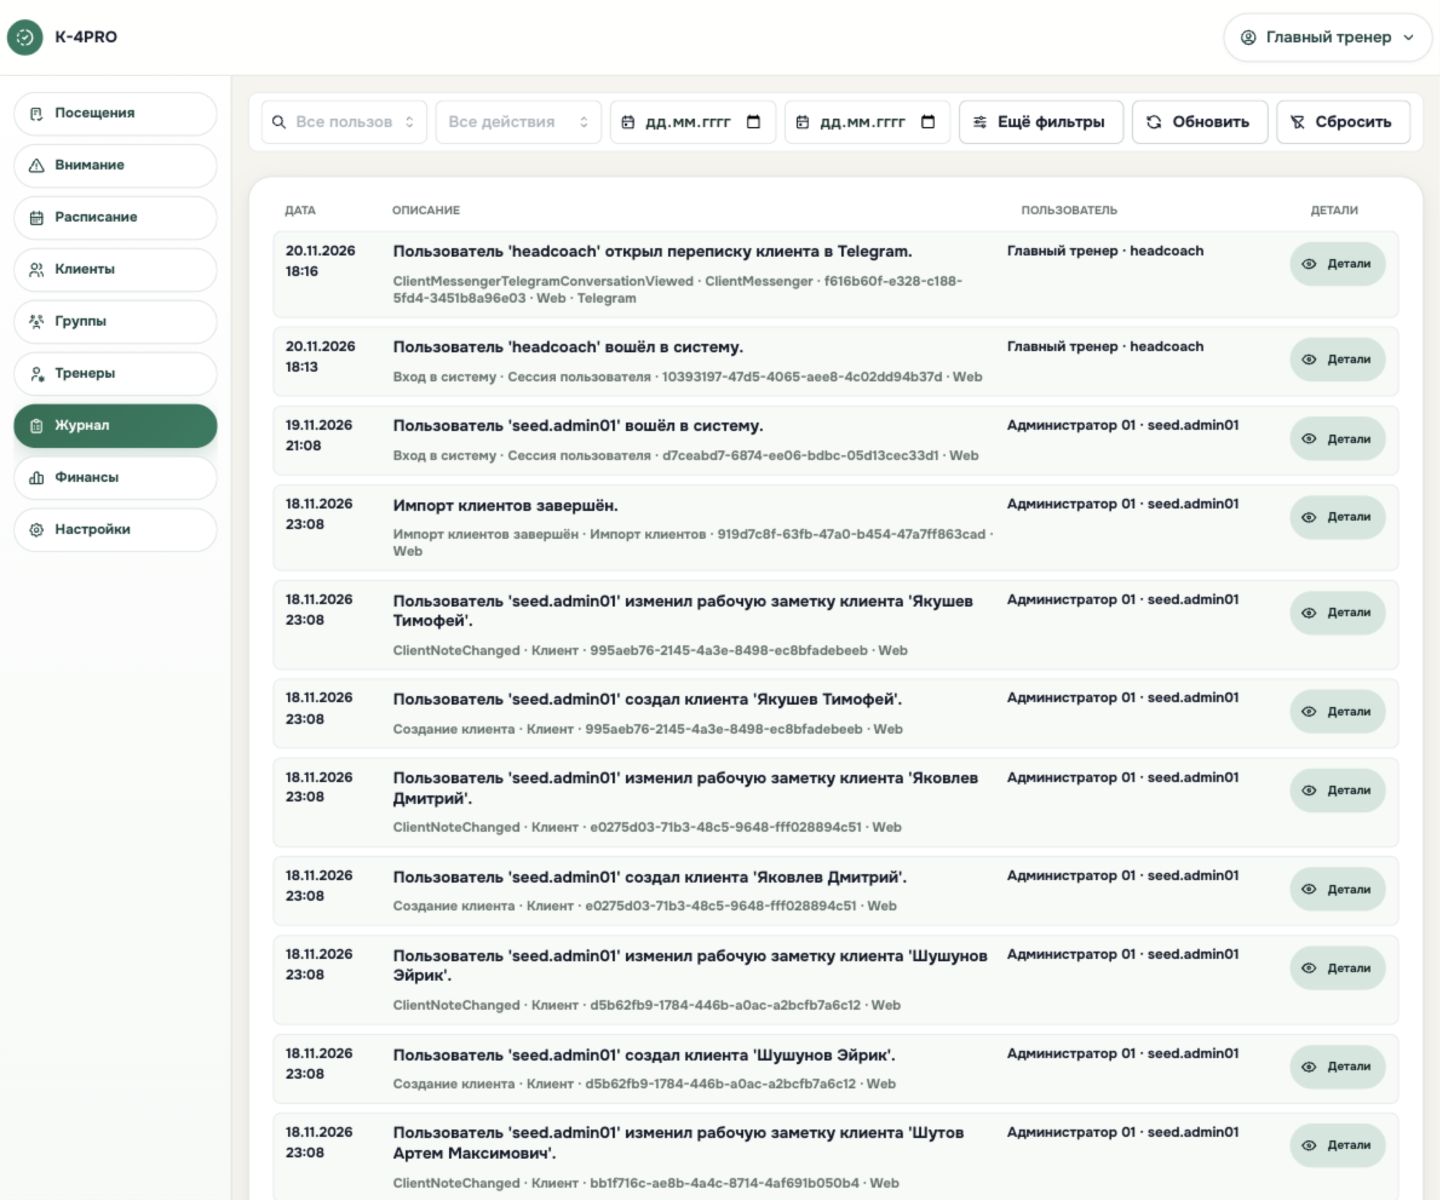 K-4PRO
Главный тренер
Посещения
Внимание
Расписание
Клиенты
Группы
Тренеры
Журнал
Финансы
Настройки
Все пользов
Все действия
дд.мм.гггг
дд.мм.гггг
Ещё фильтры
Обновить
Сбросить
ДАТА
ОПИСАНИЕ
ПОЛЬЗОВАТЕЛЬ
ДЕТАЛИ
20.11.2026
18:16
Пользователь 'headcoach' открыл переписку клиента в Telegram.
ClientMessengerTelegramConversationViewed · ClientMessenger · f616b60f-e328-c188-
5fd4-3451b8a96e03 · Web · Telegram
Главный тренер · headcoach
Детали
20.11.2026
18:13
Пользователь 'headcoach' вошёл в систему.
Вход в систему · Сессия пользователя · 10393197-47d5-4065-aee8-4c02dd94b37d · Web
Главный тренер · headcoach
Детали
19.11.2026
21:08
Пользователь 'seed.admin01' вошёл в систему.
Вход в систему · Сессия пользователя · d7ceabd7-6874-ee06-bdbc-05d13cec33d1 · Web
Администратор 01 · seed.admin01
Детали
18.11.2026
23:08
Импорт клиентов завершён.
Импорт клиентов завершён · Импорт клиентов · 919d7c8f-63fb-47a0-b454-47a7ff863cad ·
Web
Администратор 01 · seed.admin01
Детали
18.11.2026
23:08
Пользователь 'seed.admin01' изменил рабочую заметку клиента 'Якушев
Тимофей'.
ClientNoteChanged · Клиент · 995aeb76-2145-4a3e-8498-ec8bfadebeeb · Web
Администратор 01 · seed.admin01
Детали
18.11.2026
23:08
Пользователь 'seed.admin01' создал клиента 'Якушев Тимофей'.
Создание клиента · Клиент · 995aeb76-2145-4a3e-8498-ec8bfadebeeb · Web
Администратор 01 · seed.admin01
Детали
18.11.2026
23:08
Пользователь 'seed.admin01' изменил рабочую заметку клиента 'Яковлев
Дмитрий'.
ClientNoteChanged · Клиент · e0275d03-71b3-48c5-9648-fff028894c51 · Web
Администратор 01 · seed.admin01
Детали
18.11.2026
23:08
Пользователь 'seed.admin01' создал клиента 'Яковлев Дмитрий'.
Создание клиента · Клиент · e0275d03-71b3-48c5-9648-fff028894c51 · Web
Администратор 01 · seed.admin01
Детали
18.11.2026
23:08
Пользователь 'seed.admin01' изменил рабочую заметку клиента 'Шушунов
Эйрик'.
ClientNoteChanged · Клиент · d5b62fb9-1784-446b-a0ac-a2bcfb7a6c12 · Web
Администратор 01 · seed.admin01
Детали
18.11.2026
23:08
Пользователь 'seed.admin01' создал клиента 'Шушунов Эйрик'.
Создание клиента · Клиент · d5b62fb9-1784-446b-a0ac-a2bcfb7a6c12 · Web
Администратор 01 · seed.admin01
Детали
18.11.2026
23:08
Пользователь 'seed.admin01' изменил рабочую заметку клиента 'Шутов
Артем Максимович'.
ClientNoteChanged · Клиент · bb1f716c-ae8b-4a4c-8714-4af691b050b4 · Web
Администратор 01 · seed.admin01
Детали